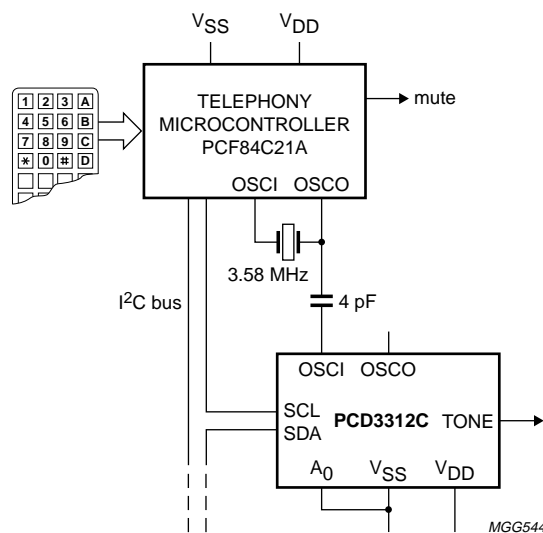 VSS VDD
1 2 3 A
4 5 6 B
7 8 9 C
* 0 # D
TELEPHONY
MICROCONTROLLER
PCF84C21A
mute
OSCI OSCO
3.58 MHz
I²C bus
4 pF
OSCI OSCO
SCL
SDA
PCD3312C
TONE
A0 VSS VDD
MGG544